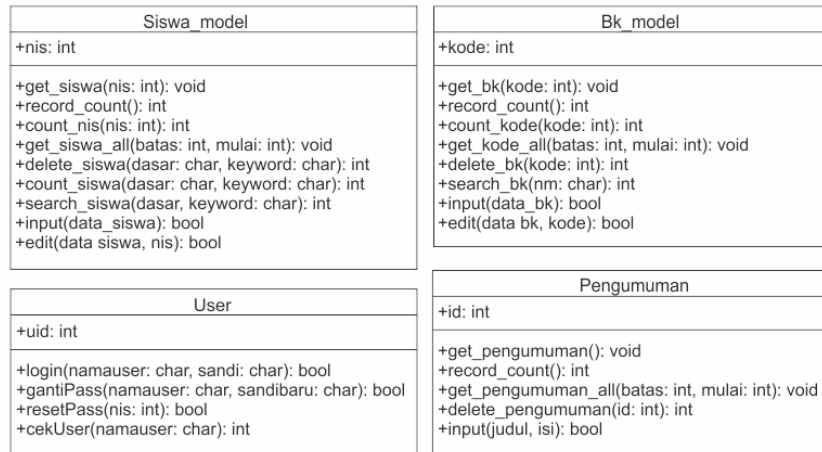 Siswa_model
+nis: int
+get_siswa(nis: int): void
+record_count(): int
+count_nis(nis: int): int
+get_siswa_all(batas: int, mulai: int): void
+delete_siswa(dasar: char, keyword: char): int
+count_siswa(dasar: char, keyword: char): int
+search_siswa(dasar, keyword: char): int
+input(data_siswa): bool
+edit(data siswa, nis): bool
Bk_model
+kode: int
+get_bk(kode: int): void
+record_count(): int
+count_kode(kode: int): int
+get_kode_all(batas: int, mulai: int): void
+delete_bk(kode: int): int
+search_bk(nm: char): int
+input(data_bk): bool
+edit(data bk, kode): bool
User
+uid: int
+login(namauser: char, sandi: char): bool
+gantiPass(namauser: char, sandibaru: char): bool
+resetPass(nis: int): bool
+cekUser(namauser: char): int
Pengumuman
+id: int
+get_pengumuman(): void
+record_count(): int
+get_pengumuman_all(batas: int, mulai: int): void
+delete_pengumuman(id: int): int
+input(judul, isi): bool